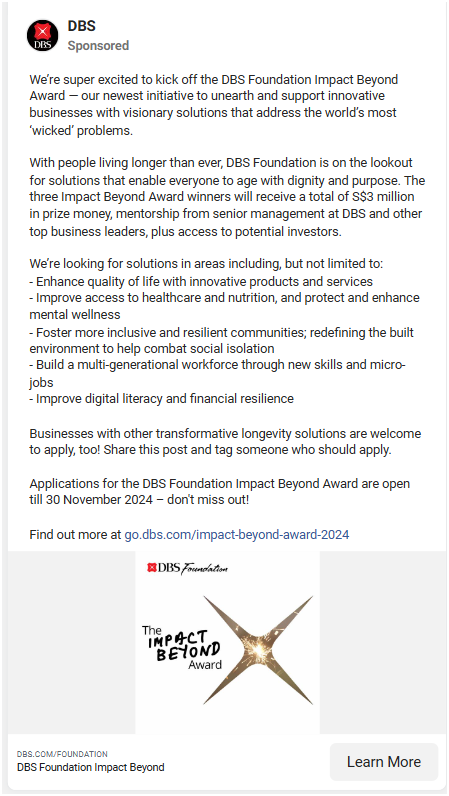 DBS
Sponsored
DBS
We're super excited to kick off the DBS Foundation Impact Beyond
Award — our newest initiative to unearth and support innovative
businesses with visionary solutions that address the world's most
'wicked' problems.
With people living longer than ever, DBS Foundation is on the lookout
for solutions that enable everyone to age with dignity and purpose. The
three Impact Beyond Award winners will receive a total of S$3 million
in prize money, mentorship from senior management at DBS and other
top business leaders, plus access to potential investors.
We're looking for solutions in areas including, but not limited to:
- Enhance quality of life with innovative products and services
- Improve access to healthcare and nutrition, and protect and enhance
mental wellness
- Foster more inclusive and resilient communities; redefining the built
environment to help combat social isolation
- Build a multi-generational workforce through new skills and micro-
jobs
- Improve digital literacy and financial resilience
Businesses with other transformative longevity solutions are welcome
to apply, too! Share this post and tag someone who should apply.
Applications for the DBS Foundation Impact Beyond Award are open
till 30 November 2024 – don't miss out!
Find out more at go.dbs.com/impact-beyond-award-2024
DBS Foundation
The
IMPACT
BEYOND
Award
DBS.COM/FOUNDATION
DBS Foundation Impact Beyond
Learn More